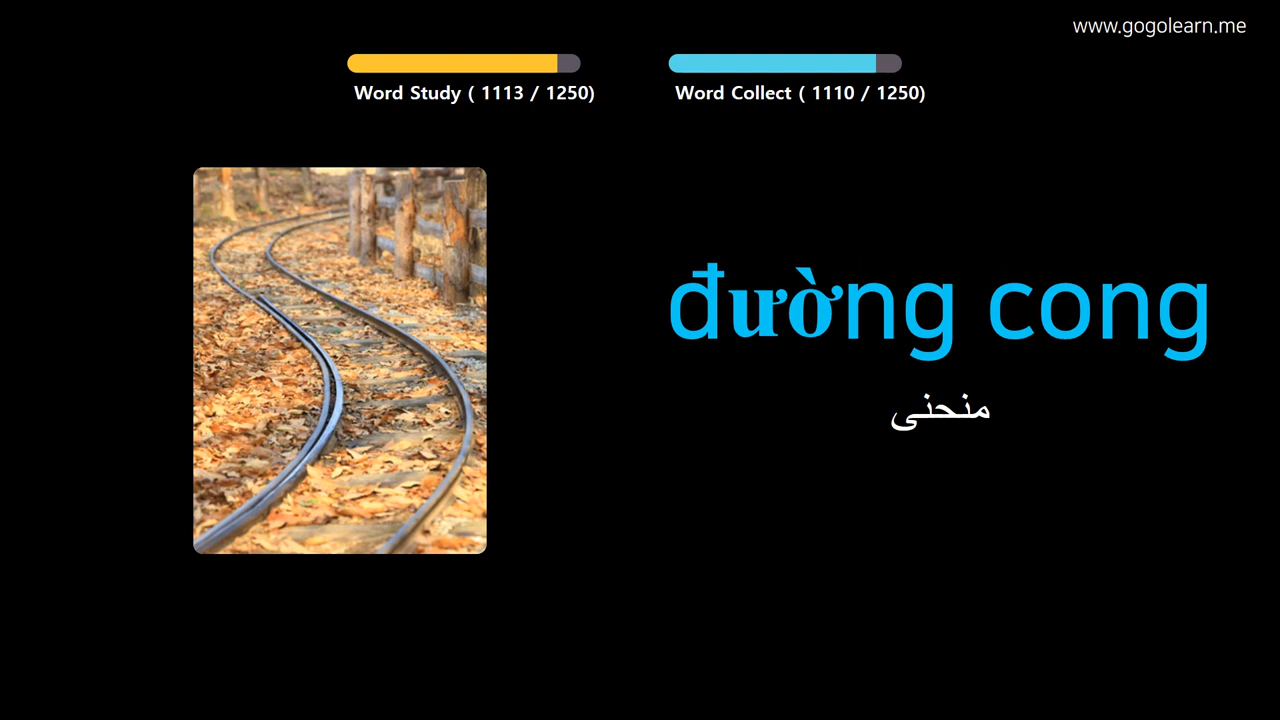 www.gogolearn.me
Word Study ( 1113 / 1250)
Word Collect ( 1110 / 1250)
đường cong
منحنى